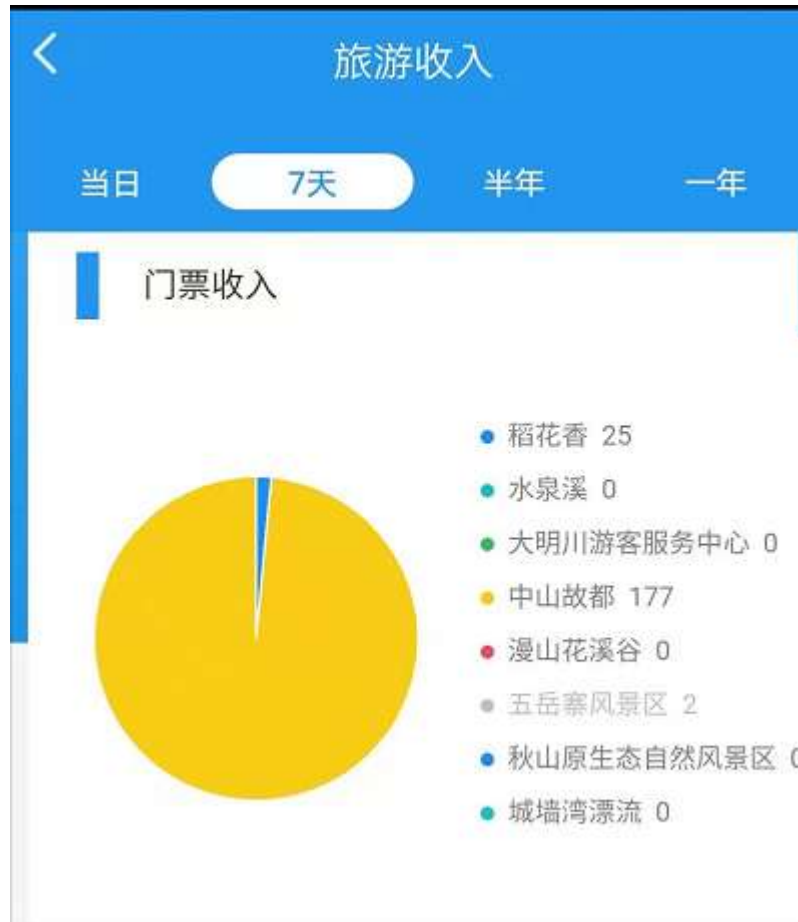 旅游收入
当日 7天 半年 一年
门票收入
稻花香 25
水泉溪 0
大明川游客服务中心 0
中山故都 177
漫山花溪谷 0
五岳寨风景区 2
秋山原生态自然风景区 0
城墙湾漂流 0